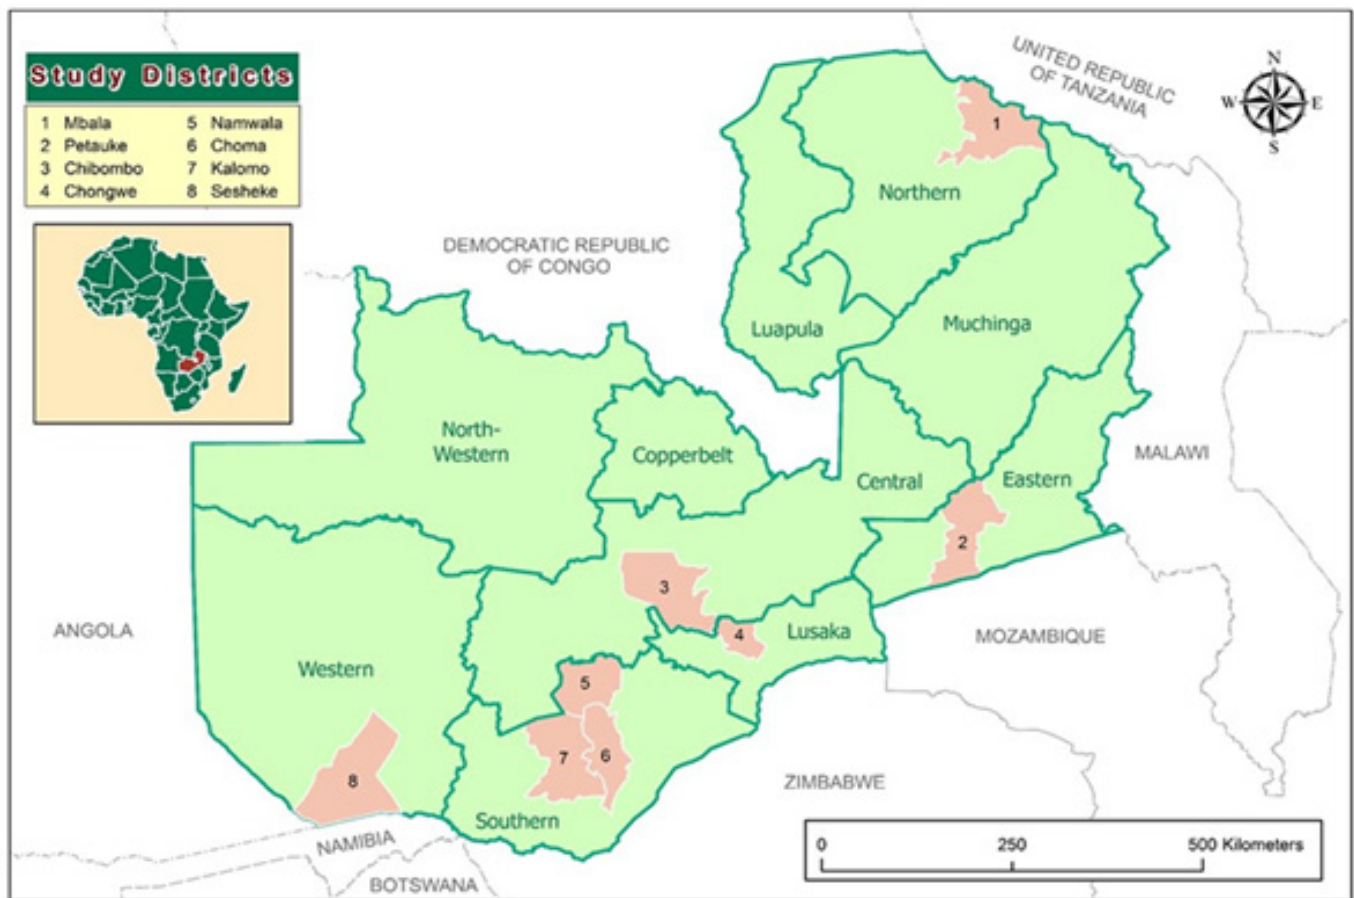 Study Districts
1 Mbala 5 Namwala
2 Petauke 6 Choma
3 Chibombo 7 Kalomo
4 Chongwe 8 Sesheke
UNITED REPUBLIC
OF TANZANIA
N
W E
S
1
Northern
DEMOCRATIC REPUBLIC
OF CONGO
Luapula
Muchinga
North-
Western
Copperbelt
Central
Eastern
MALAWI
2
3
4
Lusaka
ANGOLA
MOZAMBIQUE
Western
5
7
6
8
ZIMBABWE
Southern
NAMIBIA
BOTSWANA
0 250 500 Kilometers